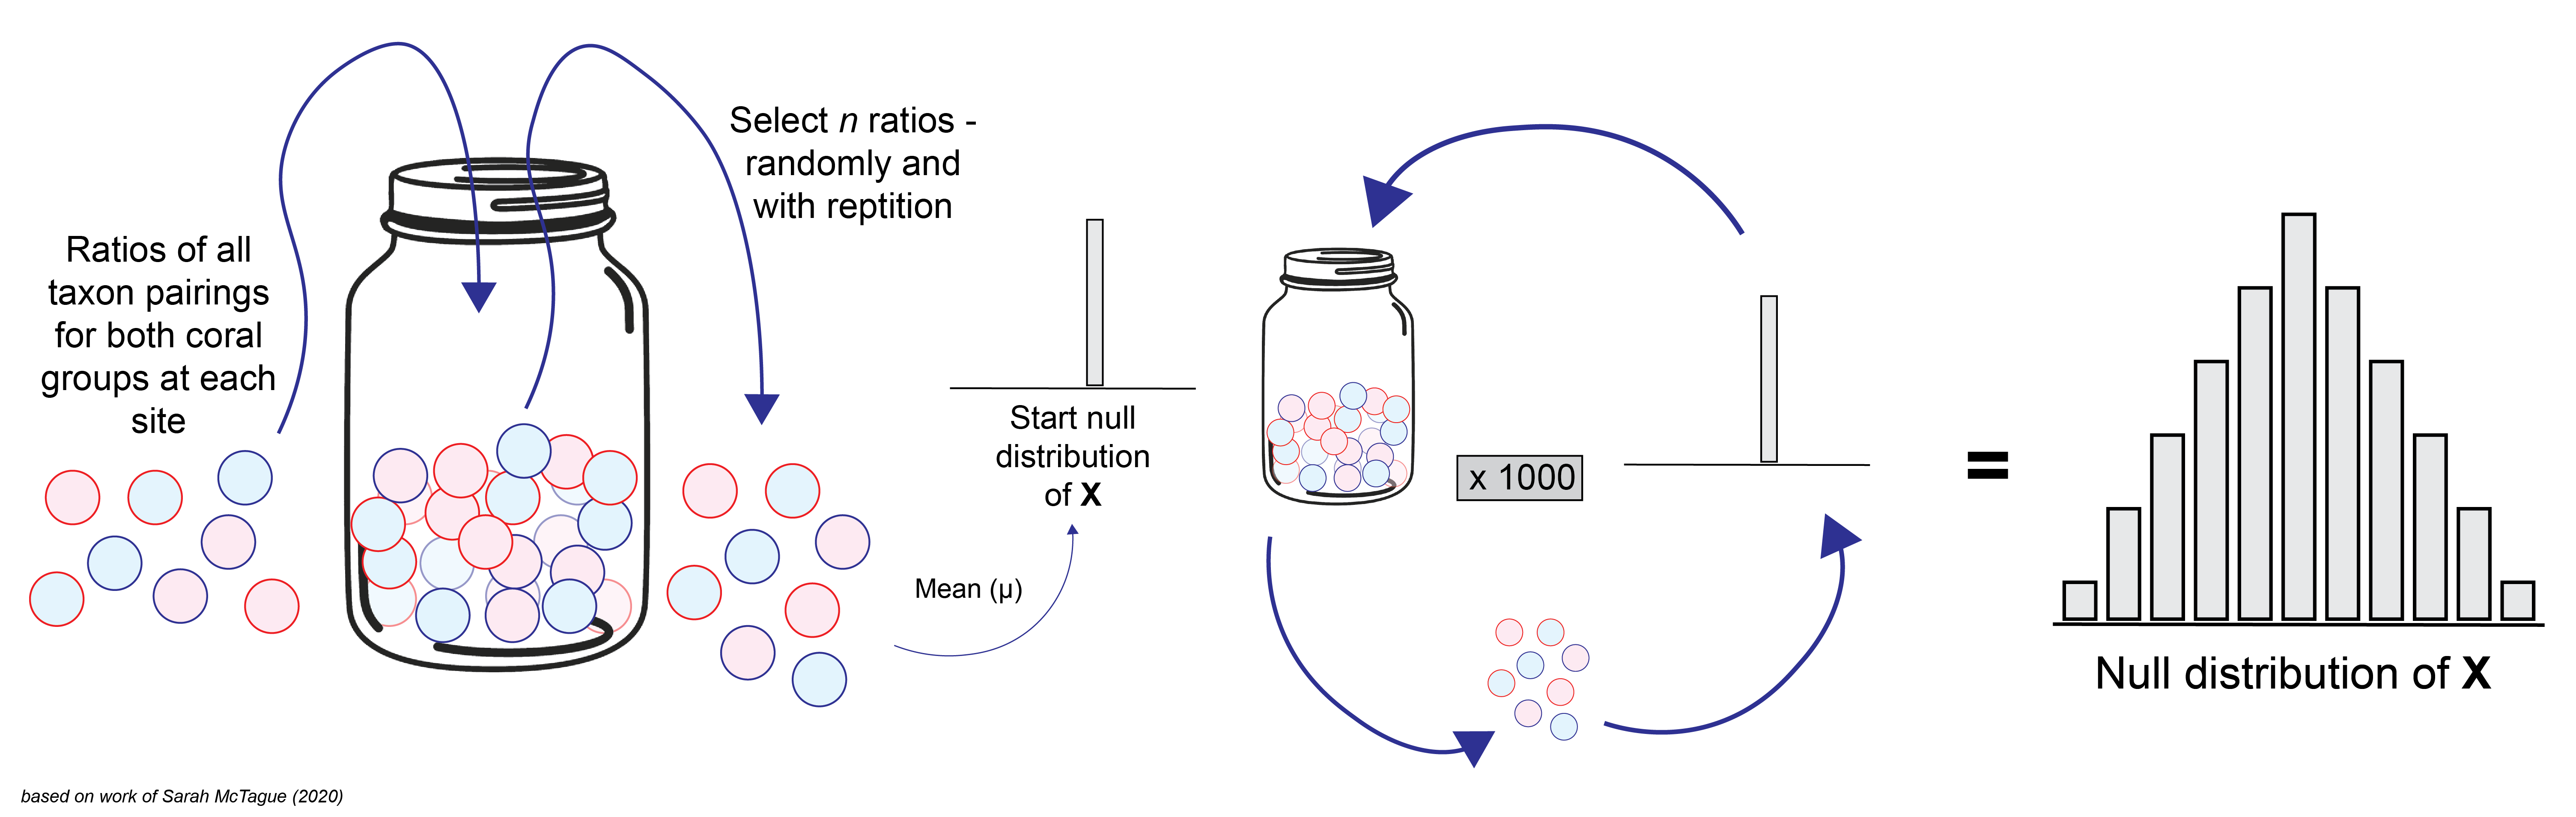 Ratios of all
taxon pairings
for both coral
groups at each
site
Select n ratios -
randomly and
with reptition
Mean (μ)
Start null
distribution
of X
x 1000
=
Null distribution of X
based on work of Sarah McTague (2020)